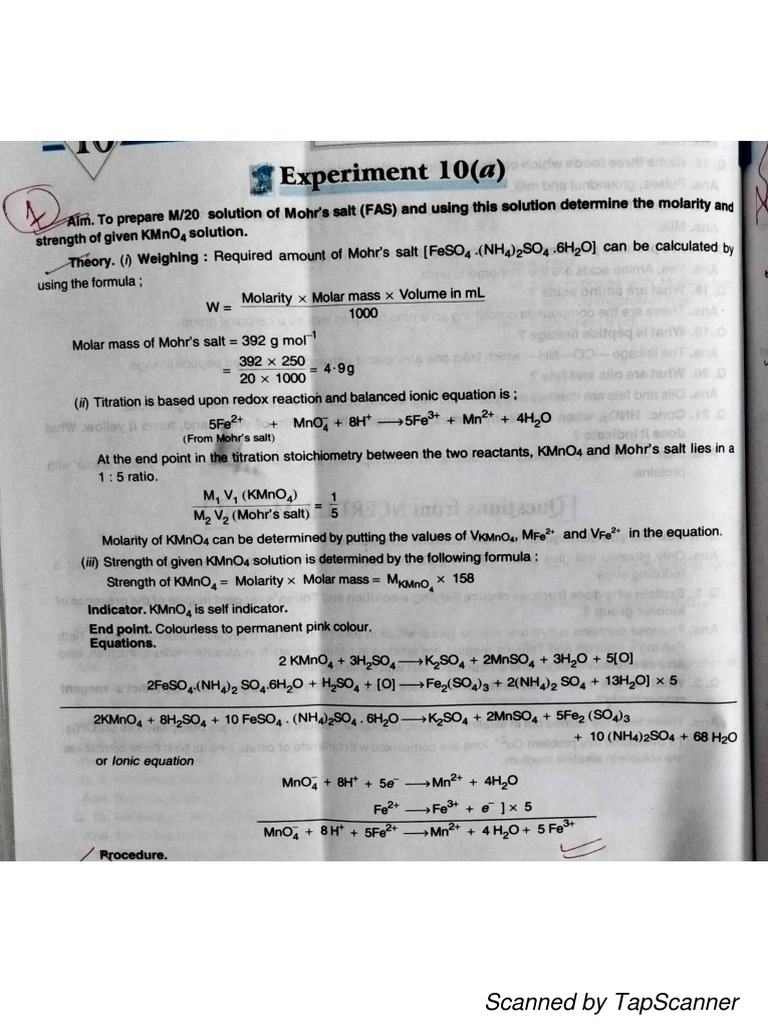 10
Experiment 10(a)
Aim. To prepare M/20 solution of Mohr's salt (FAS) and using this solution determine the molarity and
strength of given KMnO₄ solution.
Theory. (i) Weighing : Required amount of Mohr's salt [FeSO₄ .(NH₄)₂SO₄ .6H₂O] can be calculated by
using the formula ;
W = Molarity × Molar mass × Volume in mL / 1000
Molar mass of Mohr's salt = 392 g mol⁻¹
= 392 × 250 / 20 × 1000 = 4·9g
(ii) Titration is based upon redox reaction and balanced ionic equation is ;
5Fe²⁺ + MnO₄⁻ + 8H⁺ ⟶ 5Fe³⁺ + Mn²⁺ + 4H₂O
(From Mohr's salt)
At the end point in the titration stoichiometry between the two reactants, KMnO₄ and Mohr's salt lies in a
1 : 5 ratio.
M₁ V₁ (KMnO₄) / M₂ V₂ (Mohr's salt) = 1 / 5
Molarity of KMnO₄ can be determined by putting the values of VKMnO₄, MFe²⁺ and VFe²⁺ in the equation.
(iii) Strength of given KMnO₄ solution is determined by the following formula :
Strength of KMnO₄ = Molarity × Molar mass = MKMnO₄ × 158
Indicator. KMnO₄ is self indicator.
End point. Colourless to permanent pink colour.
Equations.
2 KMnO₄ + 3H₂SO₄ ⟶ K₂SO₄ + 2MnSO₄ + 3H₂O + 5[O]
2FeSO₄.(NH₄)₂ SO₄.6H₂O + H₂SO₄ + [O] ⟶ Fe₂(SO₄)₃ + 2(NH₄)₂ SO₄ + 13H₂O] × 5
2KMnO₄ + 8H₂SO₄ + 10 FeSO₄ . (NH₄)₂SO₄ . 6H₂O ⟶ K₂SO₄ + 2MnSO₄ + 5Fe₂ (SO₄)₃
+ 10 (NH4)₂SO4 + 68 H₂O
or Ionic equation
MnO₄⁻ + 8H⁺ + 5e⁻ ⟶ Mn²⁺ + 4H₂O
Fe²⁺ ⟶ Fe³⁺ + e⁻ ] × 5
MnO₄⁻ + 8H⁺ + 5Fe²⁺ ⟶ Mn²⁺ + 4 H₂O + 5 Fe³⁺
Procedure.
Scanned by TapScanner